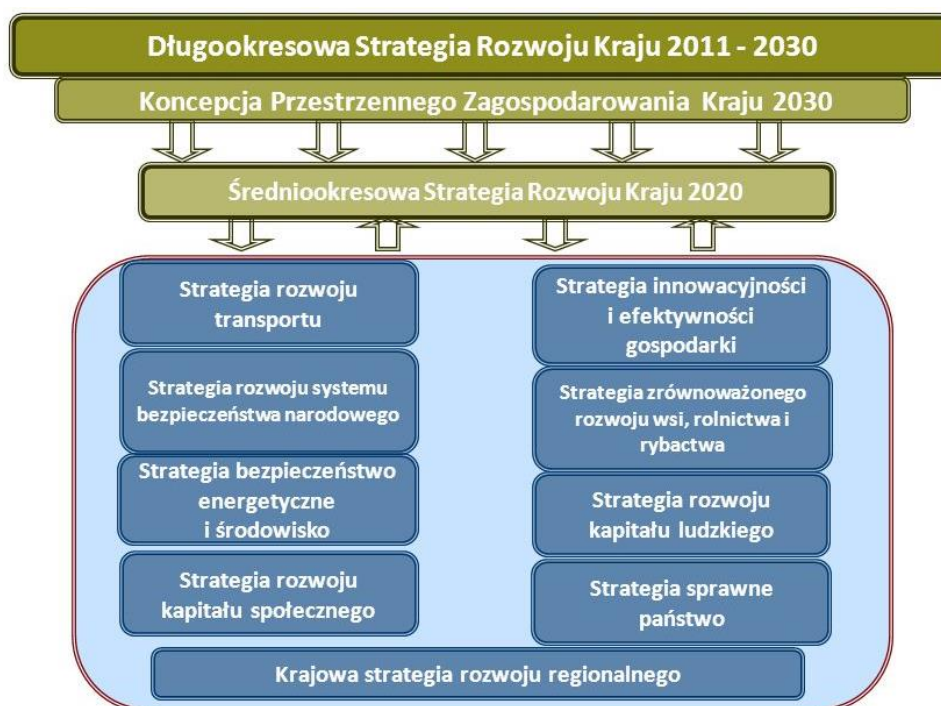 Długookresowa Strategia Rozwoju Kraju 2011 - 2030
Koncepcja Przestrzennego Zagospodarowania Kraju 2030
Średniookresowa Strategia Rozwoju Kraju 2020
Strategia rozwoju
transportu
Strategia rozwoju systemu
bezpieczeństwa narodowego
Strategia bezpieczeństwo
energetyczne
i środowisko
Strategia rozwoju
kapitału społecznego
Strategia innowacyjności
i efektywności
gospodarki
Strategia zrównoważonego
rozwoju wsi, rolnictwa i
rybactwa
Strategia rozwoju
kapitału ludzkiego
Strategia sprawne
państwo
Krajowa strategia rozwoju regionalnego